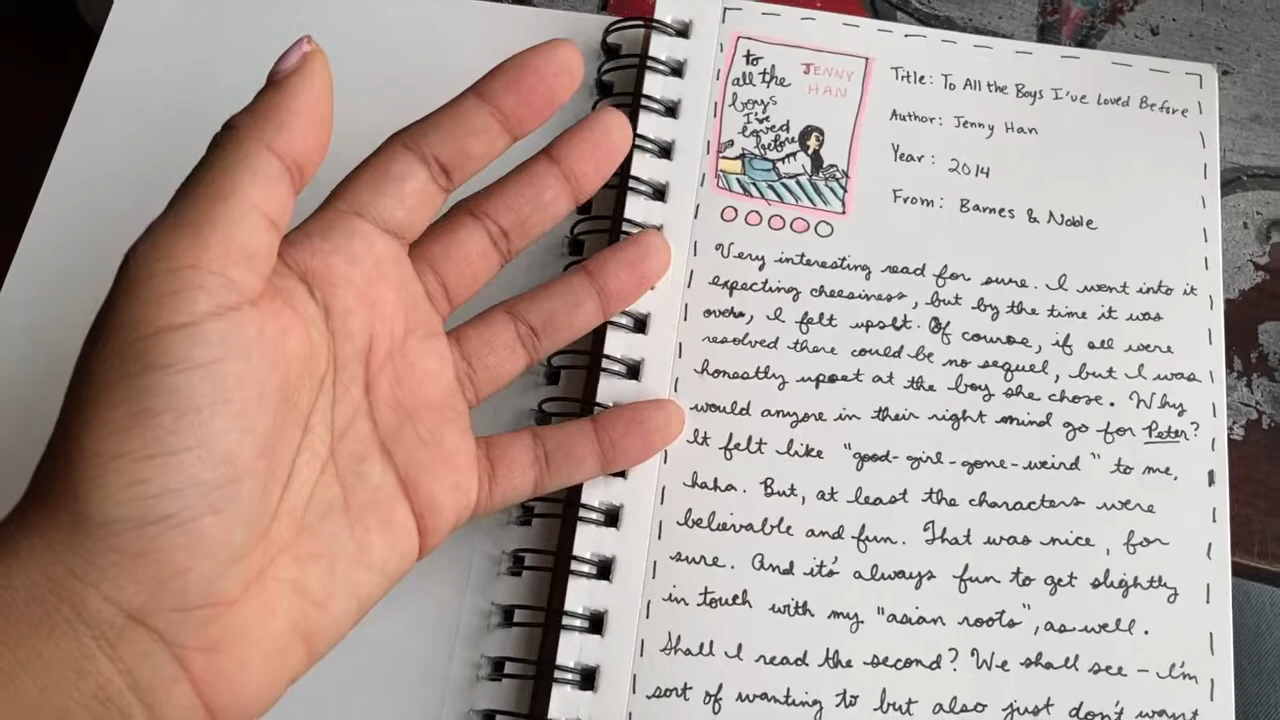 to
all the
boys
I've
loved
before
JENNY
HAN
Title: To All the Boys I've Loved Before
Author: Jenny Han
Year: 2014
From: Barnes & Noble
Very interesting read for sure. I went into it
expecting cheesiness, but by the time it was
over, I felt upset. Of course, if all were
resolved there could be no sequel, but I was
honestly upset at the boy she chose. Why
would anyone in their right mind go for Peter?
It felt like "good-girl-gone-weird" to me,
haha. But, at least the characters were
believable and fun. That was nice, for
sure. And it's always fun to get slightly
in touch with my "asian roots", as well.
Shall I read the second? We shall see - I'm
sort of wanting to but also just don't want